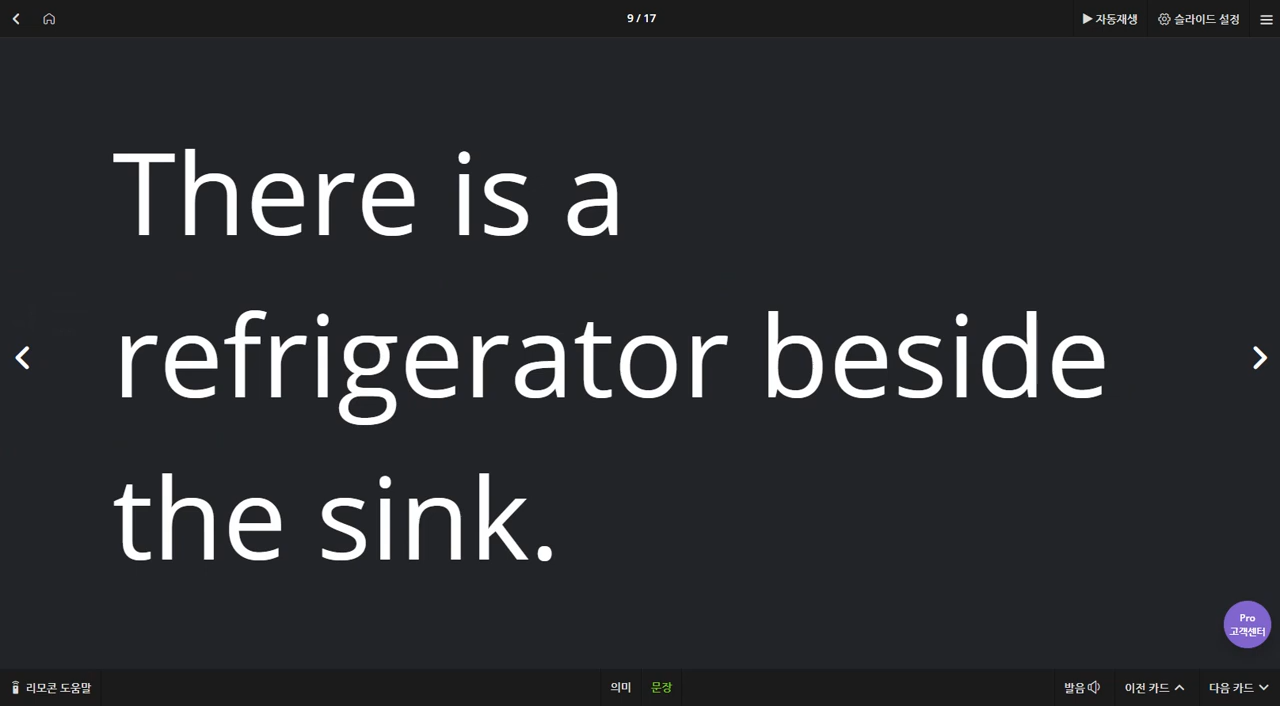 9 / 17
자동재생
슬라이드 설정
There is a
refrigerator beside
the sink.
Pro
고객센터
리모콘 도움말
의미
문장
발음
이전 카드
다음 카드